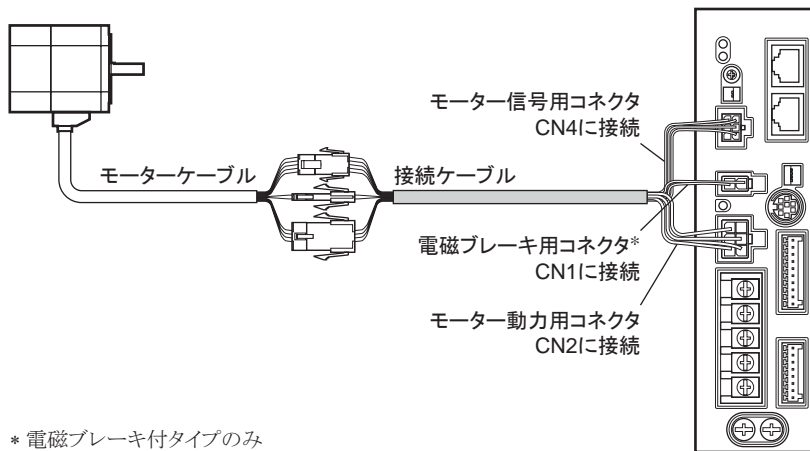 モーター信号用コネクタ
CN4に接続
モーターケーブル
接続ケーブル
電磁ブレーキ用コネクタ*
CN1に接続
モーター動力用コネクタ
CN2に接続
* 電磁ブレーキ付タイプのみ